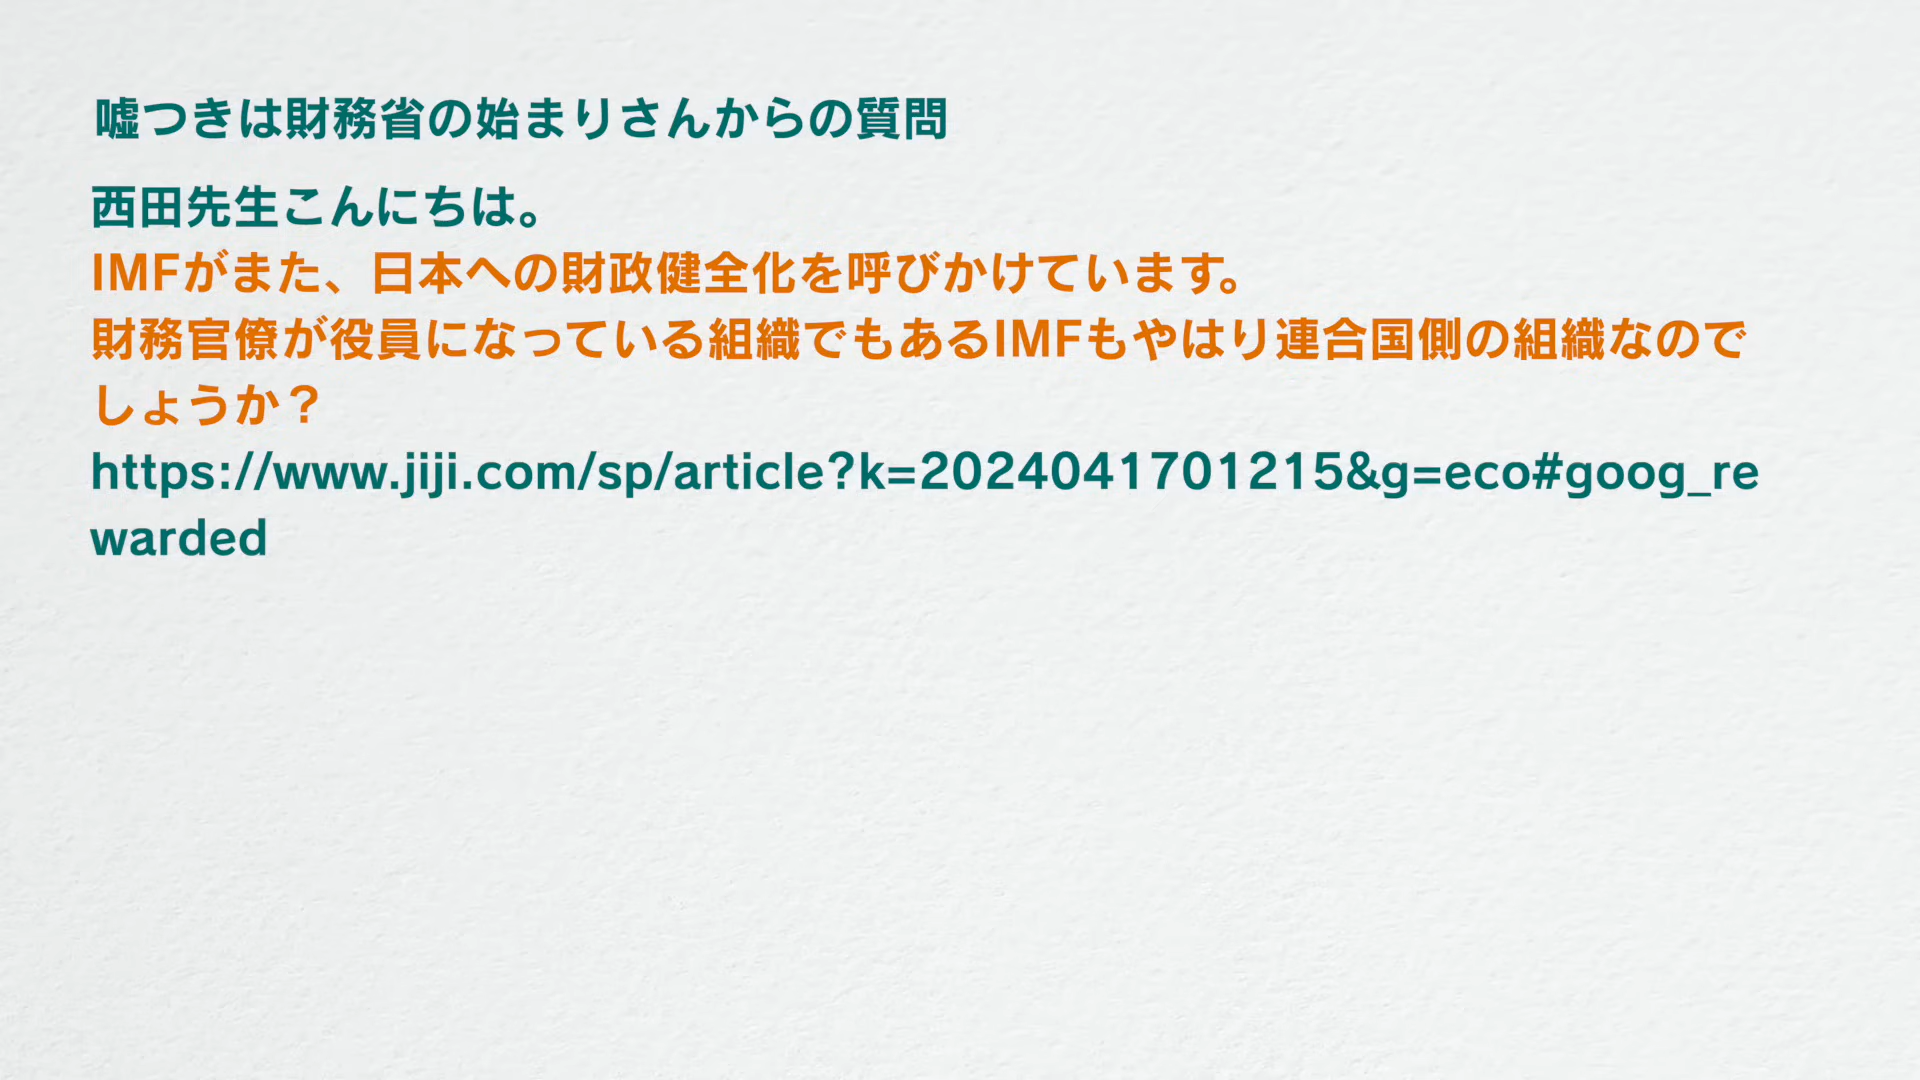 嘘つきは財務省の始まりさんからの質問
西田先生こんにちは。
IMFがまた、日本への財政健全化を呼びかけています。
財務官僚が役員になっている組織でもあるIMFもやはり連合国側の組織なので
しょうか？
https://www.jiji.com/sp/article?k=2024041701215&g=eco#goog_re
warded